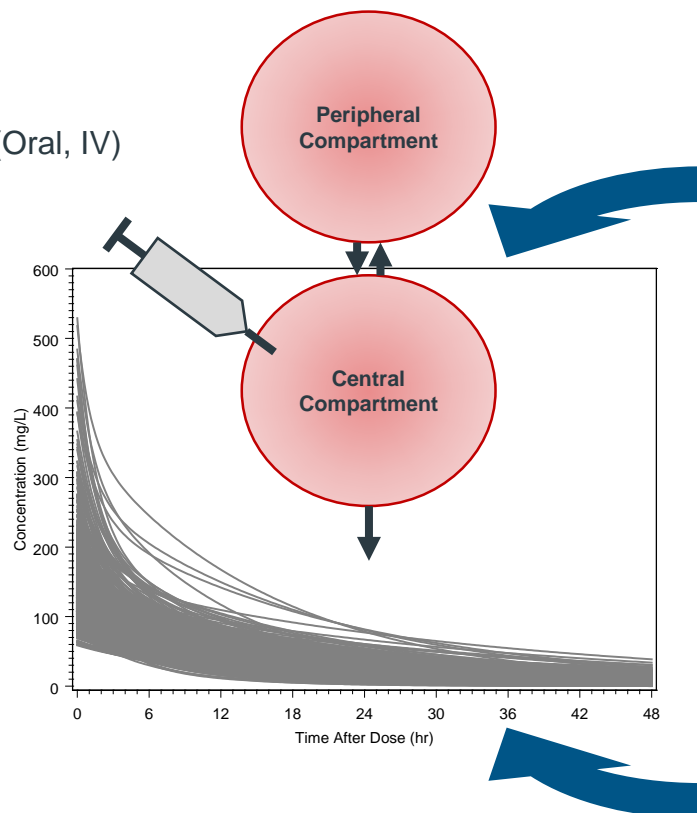 Peripheral
Compartment
(Oral, IV)
600
500
Central
Compartment
400
300
200
100
0
Concentration (mg/L)
0 6 12 18 24 30 36 42 48
Time After Dose (hr)